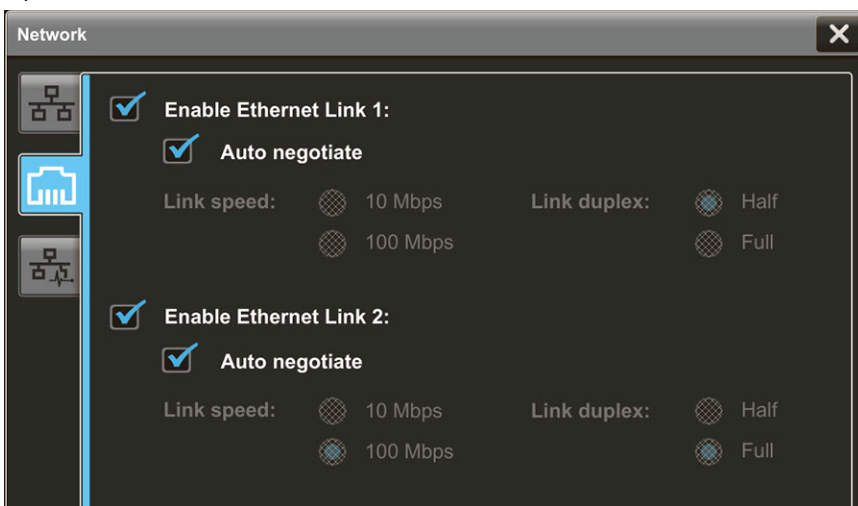 Network
Enable Ethernet Link 1:
Auto negotiate
Link speed: 10 Mbps Link duplex: Half
100 Mbps Full
Enable Ethernet Link 2:
Auto negotiate
Link speed: 10 Mbps Link duplex: Half
100 Mbps Full